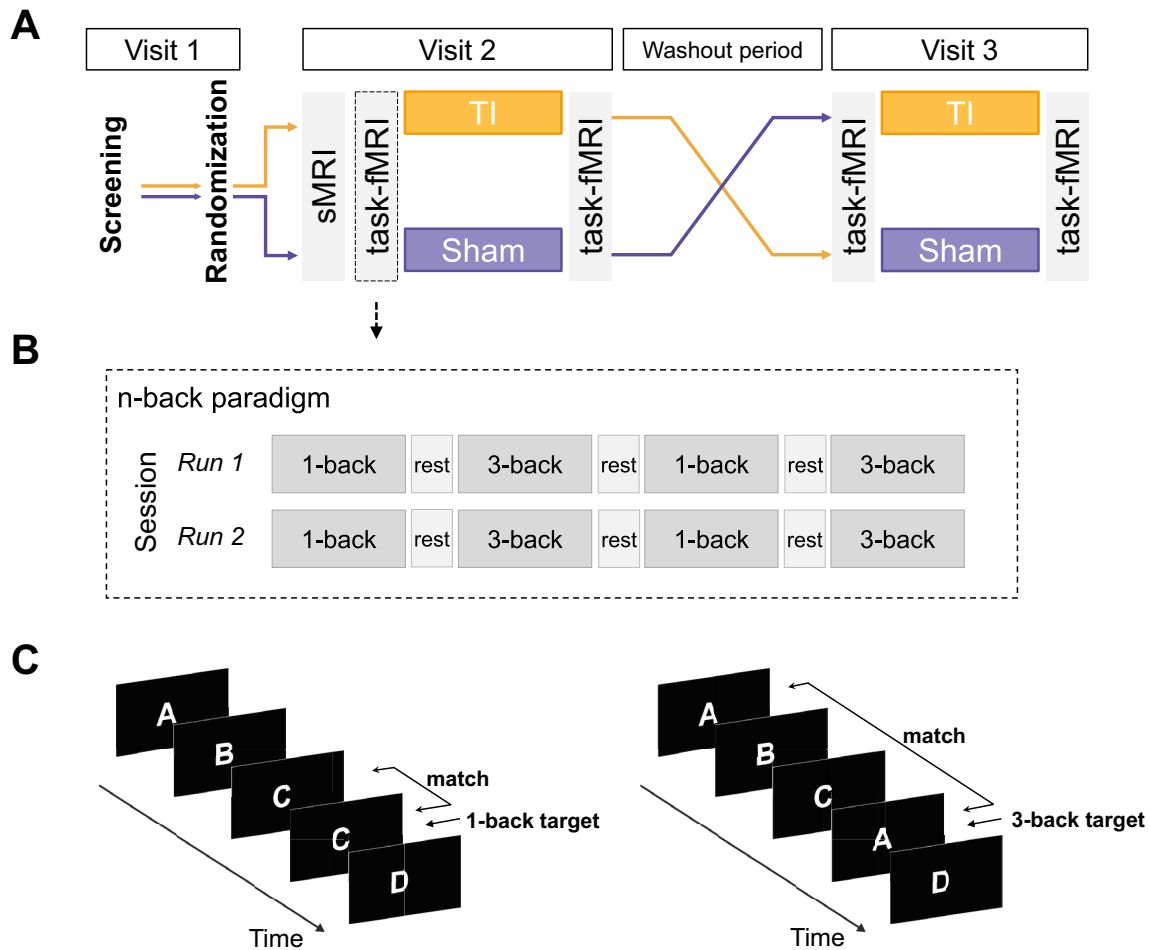 A
Visit 1
Visit 2
Washout period
Visit 3
Screening
Randomization
sMRI
task-fMRI
TI
Sham
task-fMRI
task-fMRI
TI
Sham
task-fMRI
B
n-back paradigm
Session
Run 1
1-back
rest
3-back
rest
1-back
rest
3-back
Run 2
1-back
rest
3-back
rest
1-back
rest
3-back
C
A
B
C
C
D
match
1-back target
Time
A
B
C
A
D
match
3-back target
Time